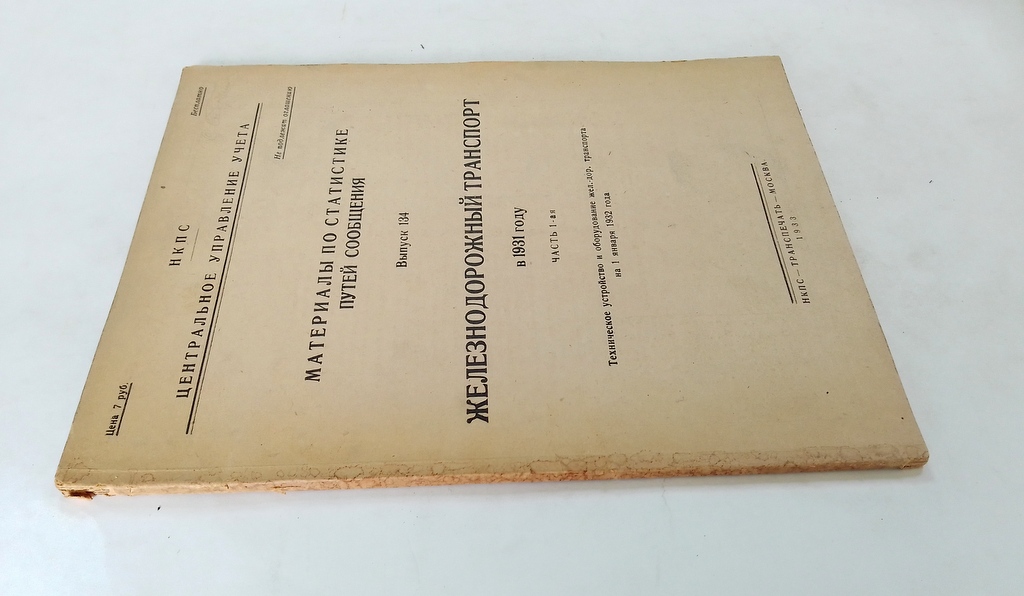 Цена 7 руб.
Бесплатно
НКПС
ЦЕНТРАЛЬНОЕ УПРАВЛЕНИЕ УЧЕТА
Не подлежит оглашению
МАТЕРИАЛЫ ПО СТАТИСТИКЕ
ПУТЕЙ СООБЩЕНИЯ
Выпуск 134
ЖЕЛЕЗНОДОРОЖНЫЙ ТРАНСПОРТ
в 1931 году
ЧАСТЬ I-ая
Техническое устройство и оборудование жел.-дор. транспорта
на 1 января 1932 года
НКПС—ТРАНСПЕЧАТЬ—МОСКВА
1933